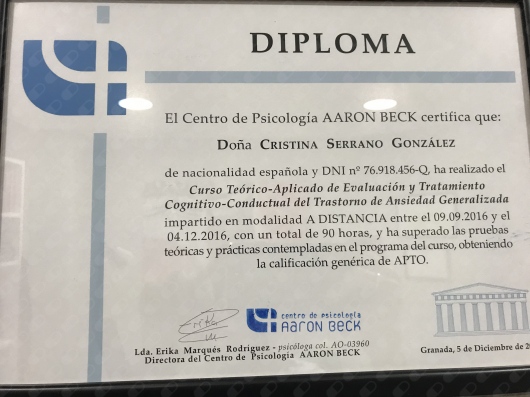 DIPLOMA
El Centro de Psicología AARON BECK certifica que:
Doña CRISTINA SERRANO GONZÁLEZ
de nacionalidad española y DNI nº 76.918.456-Q, ha realizado el
Curso Teórico-Aplicado de Evaluación y Tratamiento
Cognitivo-Conductual del Trastorno de Ansiedad Generalizada
impartido en modalidad A DISTANCIA entre el 09.09.2016 y el
04.12.2016, con un total de 90 horas, y ha superado las pruebas
teóricas y prácticas contempladas en el programa del curso, obteniendo
la calificación genérica de APTO.
centro de psicología
AARON BECK
Lda. Erika Marqués Rodríguez - psicóloga col. AO-03960
Directora del Centro de Psicología AARON BECK
Granada, 5 de Diciembre de